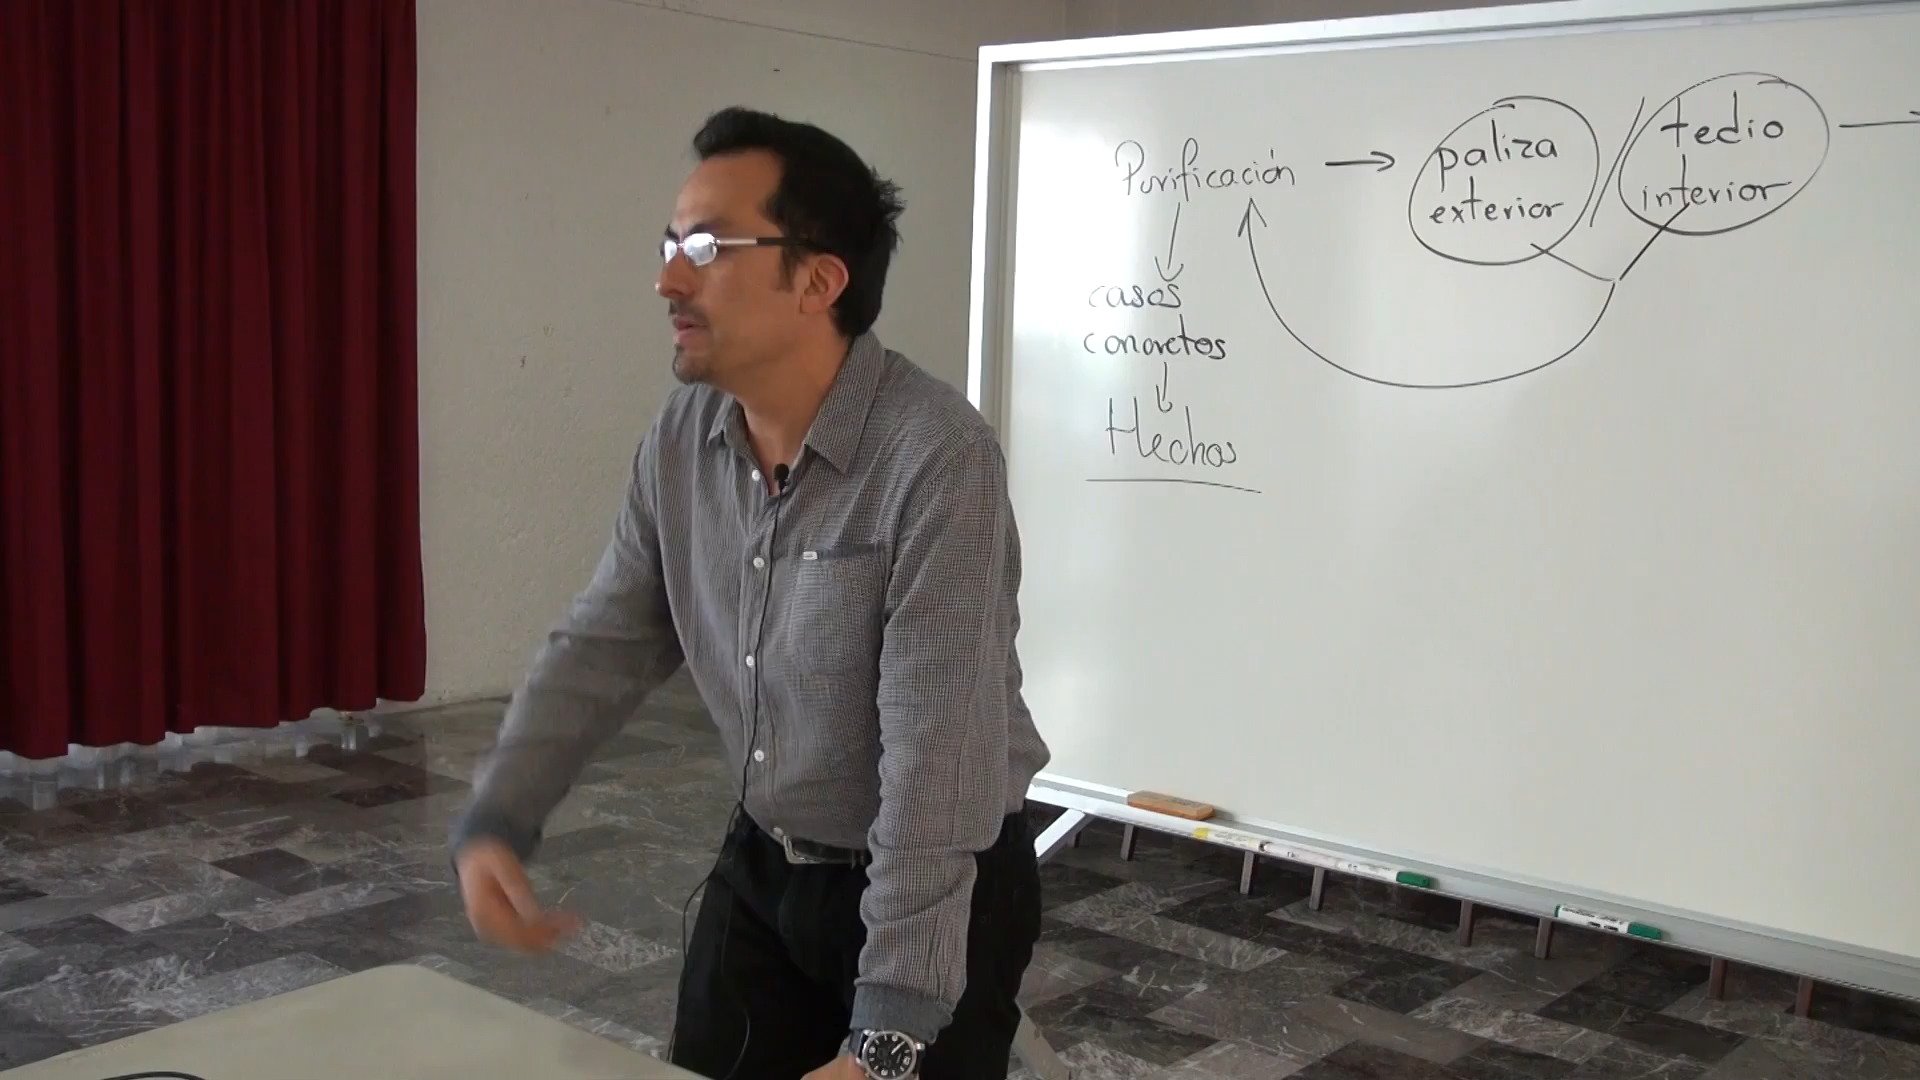 Purificación → paliza exterior / tedio interior →
casos
concretos
Hechos